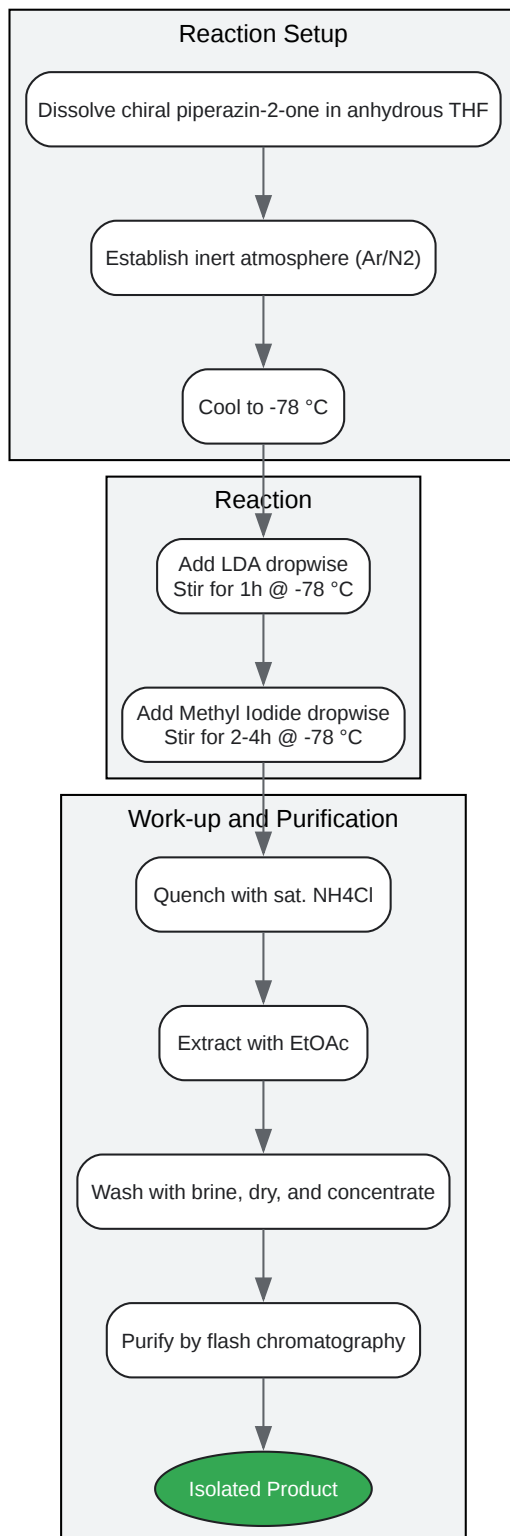 Reaction Setup
Dissolve chiral piperazin-2-one in anhydrous THF
Establish inert atmosphere (Ar/N2)
Cool to -78 °C
Reaction
Add LDA dropwise
Stir for 1h @ -78 °C
Add Methyl Iodide dropwise
Stir for 2-4h @ -78 °C
Work-up and Purification
Quench with sat. NH4Cl
Extract with EtOAc
Wash with brine, dry, and concentrate
Purify by flash chromatography
Isolated Product